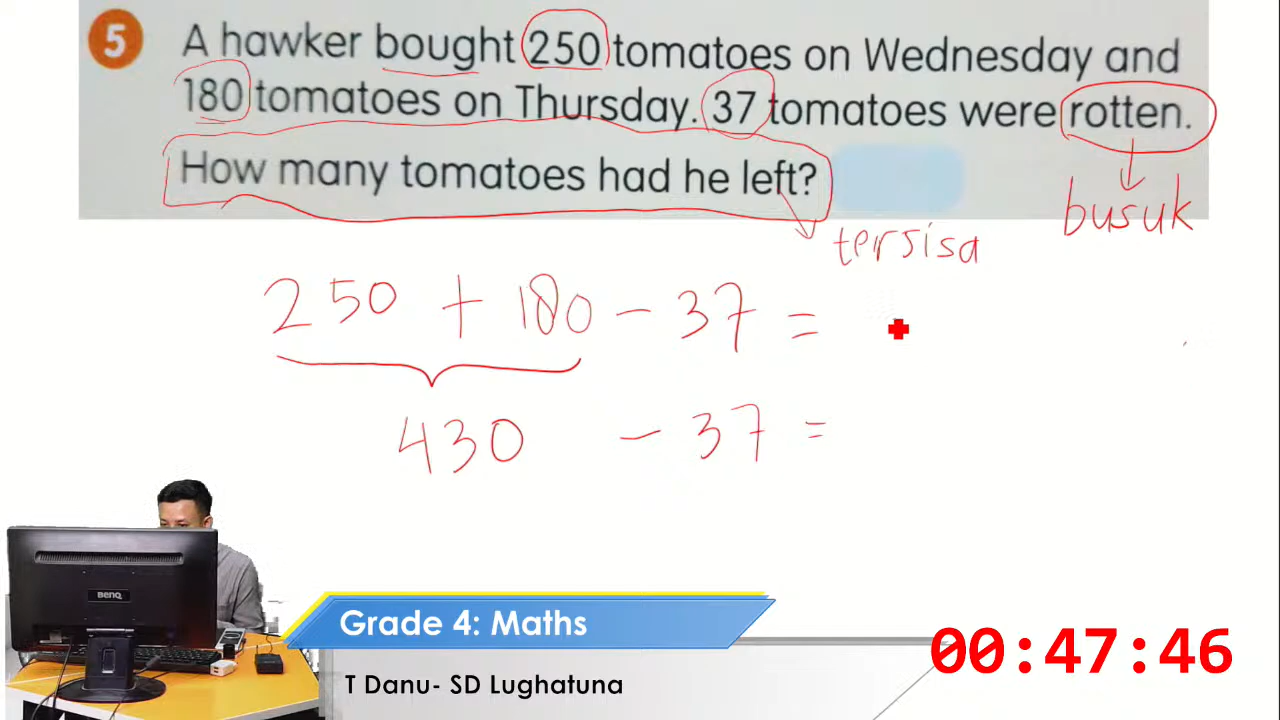 5 A hawker bought 250 tomatoes on Wednesday and
180 tomatoes on Thursday. 37 tomatoes were rotten.
How many tomatoes had he left?
busuk
tersisa
250 + 180 - 37 =
430 - 37 =
BenQ
Grade 4: Maths
T Danu- SD Lughatuna
00:47:46